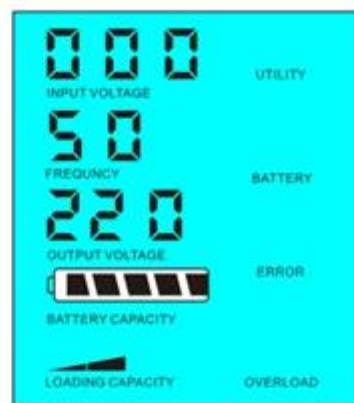 000
UTILITY
INPUT VOLTAGE
50
FREQUNCY
BATTERY
220
OUTPUT VOLTAGE
ERROR
BATTERY CAPACITY
LOADING CAPACITY
OVERLOAD